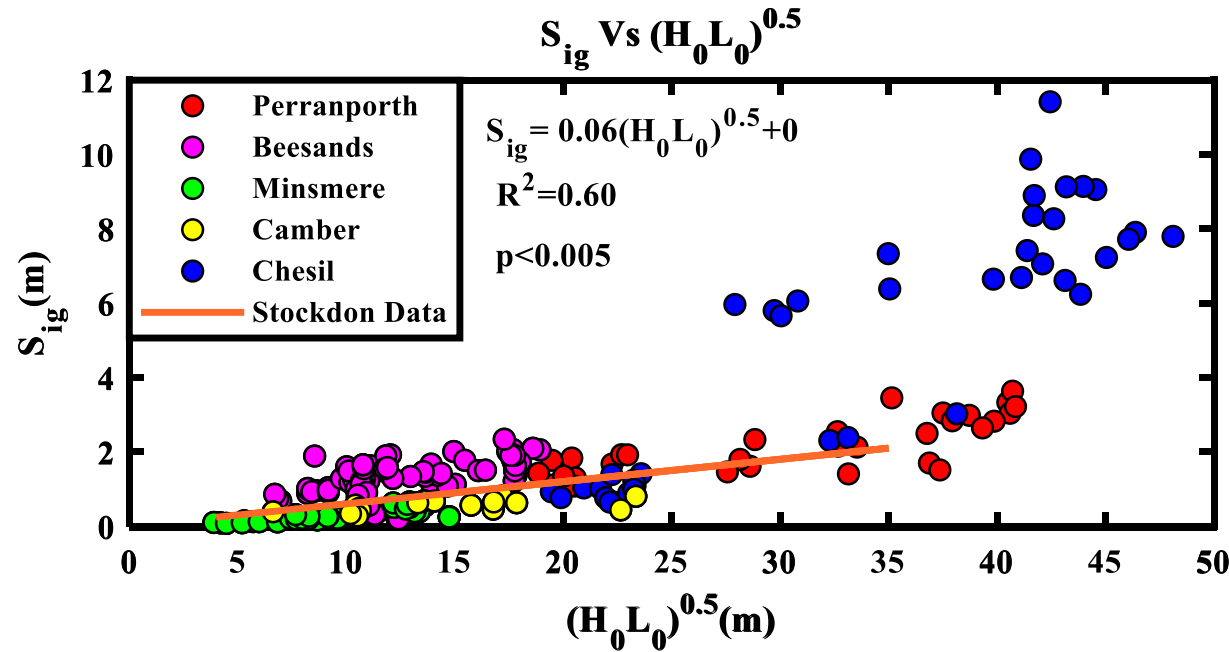 S_ig Vs (H_0L_0)^0.5
S_ig(m)
12
10
8
6
4
2
0
Perranporth
Beesands
Minsmere
Camber
Chesil
Stockdon Data
S_ig= 0.06(H_0L_0)^0.5+0
R^2=0.60
p<0.005
0 5 10 15 20 25 30 35 40 45 50
(H_0L_0)^0.5(m)